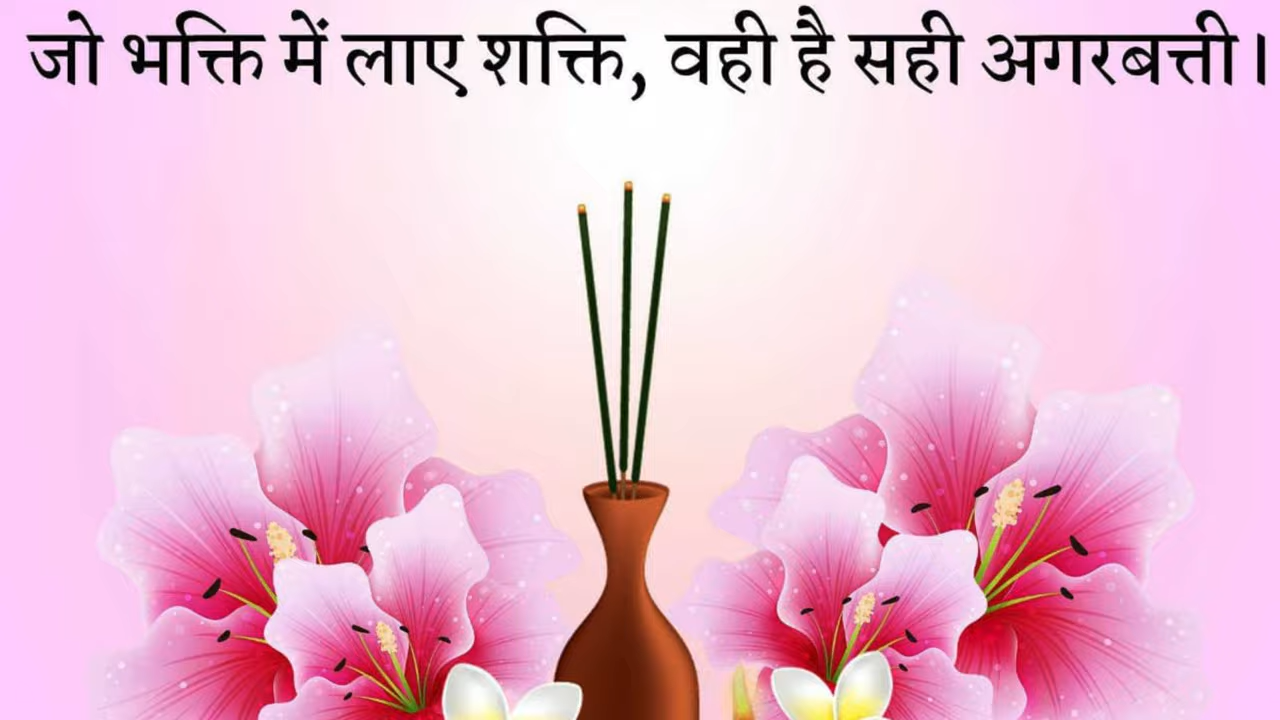 जो भक्ति में लाए शक्ति, वही है सही अगरबत्ती।